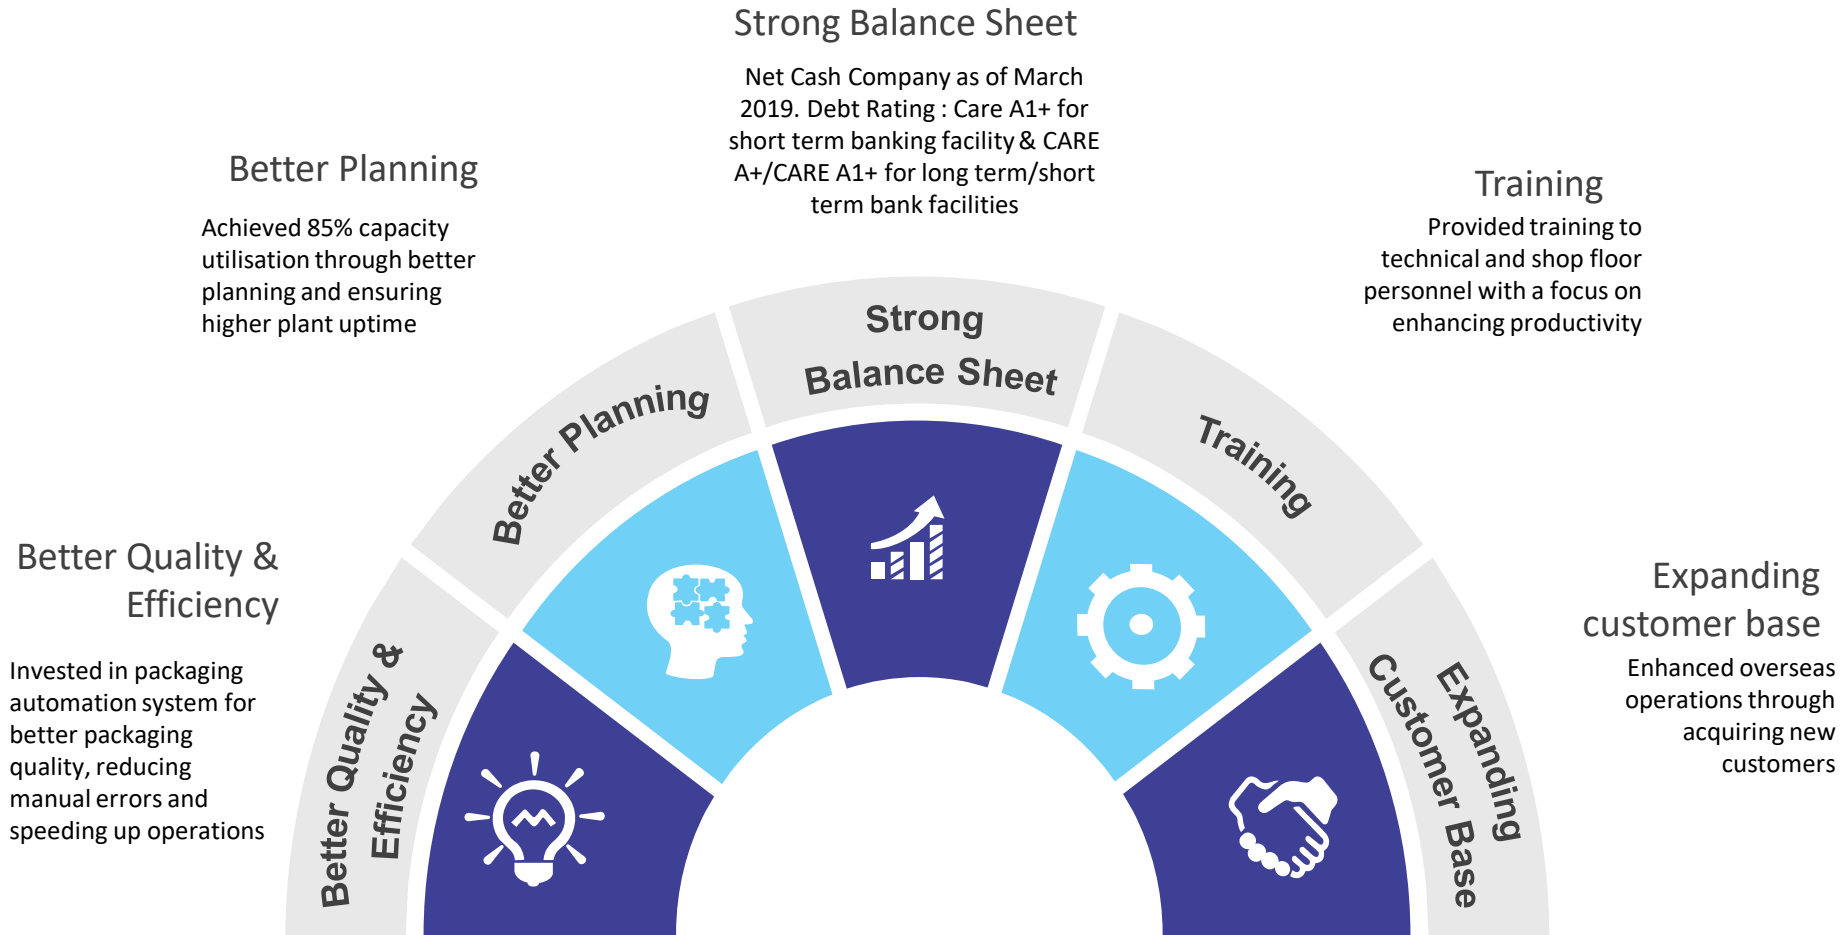 Strong Balance Sheet
Net Cash Company as of March
2019. Debt Rating : Care A1+ for
short term banking facility & CARE
A+/CARE A1+ for long term/short
term bank facilities
Better Planning
Achieved 85% capacity
utilisation through better
planning and ensuring
higher plant uptime
Training
Provided training to
technical and shop floor
personnel with a focus on
enhancing productivity
Better Quality &
Efficiency
Invested in packaging
automation system for
better packaging
quality, reducing
manual errors and
speeding up operations
Expanding
customer base
Enhanced overseas
operations through
acquiring new
customers
Better Quality &
Efficiency
Better Planning
Strong
Balance Sheet
Training
Expanding
Customer Base